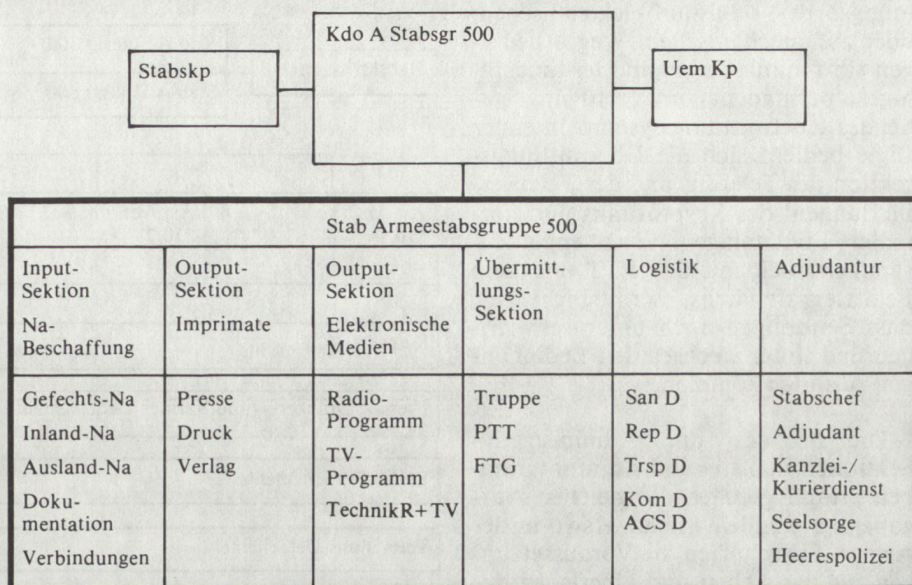 Kdo A Stabsgr 500
Stabskp
Uem Kp
Stab Armeestabsgruppe 500
Input-
Sektion
Na-
Beschaffung
Output-
Sektion
Imprimate
Output-
Sektion
Elektronische
Medien
Übermitt-
lungs-
Sektion
Logistik
Adjudantur
Gefechts-Na
Inland-Na
Ausland-Na
Doku-
mentation
Verbindungen
Presse
Druck
Verlag
Radio-
Programm
TV-
Programm
Technik R + TV
Truppe
PTT
FTG
San D
Rep D
Trsp D
Kom D
ACS D
Stabschef
Adjudant
Kanzlei-/
Kurierdienst
Seelsorge
Heerespolizei